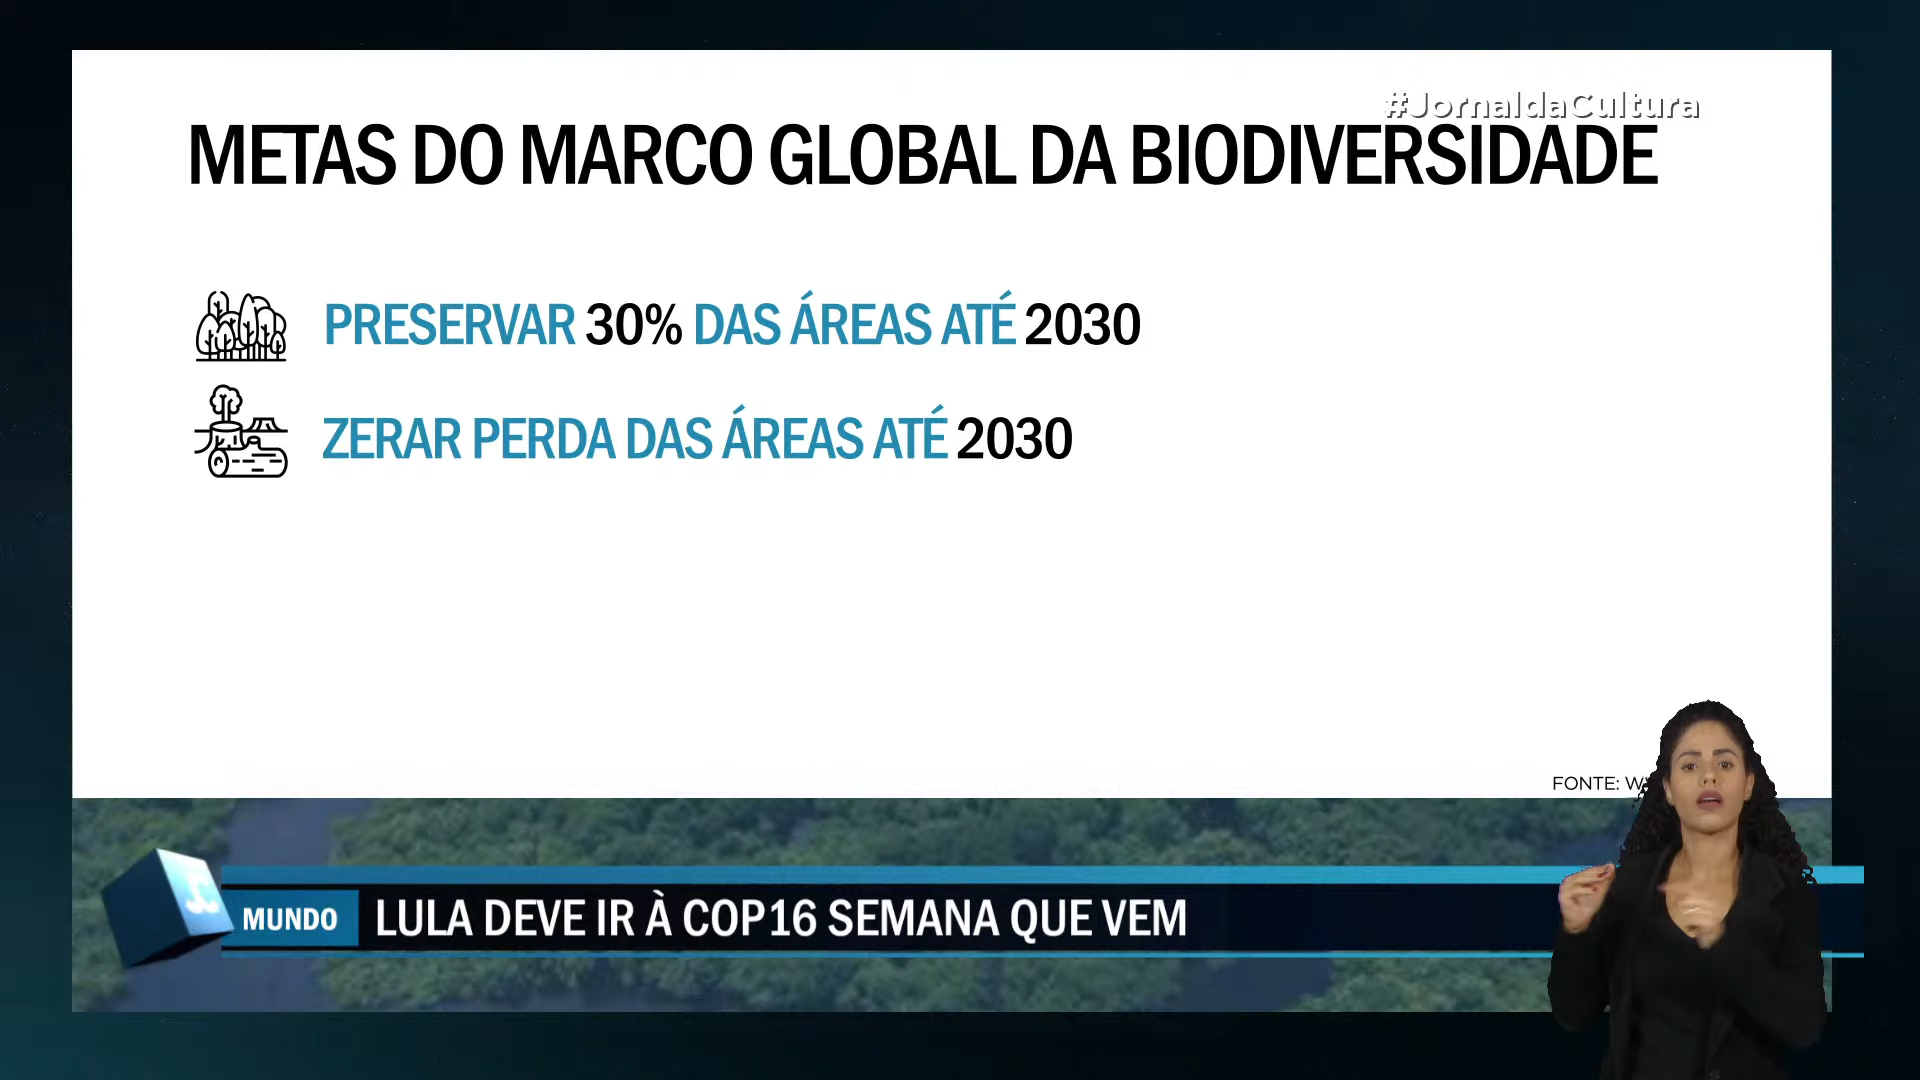 #JornaldaCultura
METAS DO MARCO GLOBAL DA BIODIVERSIDADE
PRESERVAR 30% DAS ÁREAS ATÉ 2030
ZERAR PERDA DAS ÁREAS ATÉ 2030
FONTE:
MUNDO
LULA DEVE IR À COP16 SEMANA QUE VEM